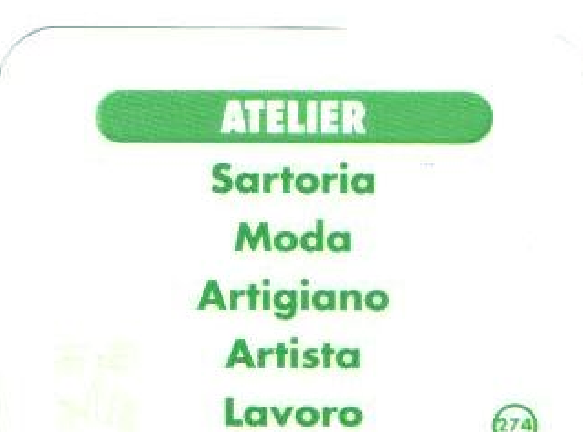 ATELIER
Sartoria
Moda
Artigiano
Artista
Lavoro
274